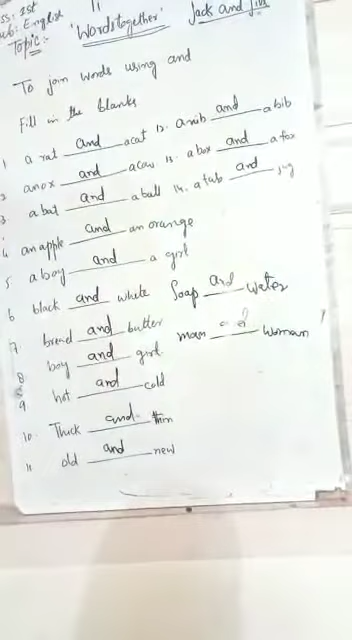 ss: 1st 11 Jack and Jill
ub: English 'Wordstogether'
Topic:-
To join words using and
Fill in the blanks
1 a rat and a cat 12. a nib and a bib
2 an ox and a cow 13. a box and a fox
3. a bat and a ball 14. a tub and jug
4 an apple and an orange
5 a boy and a girl
6 black and white Soap and water
7. bread and butter man and woman
8 boy and girl
9 hot and cold
10. Thick and thin
11 old and new